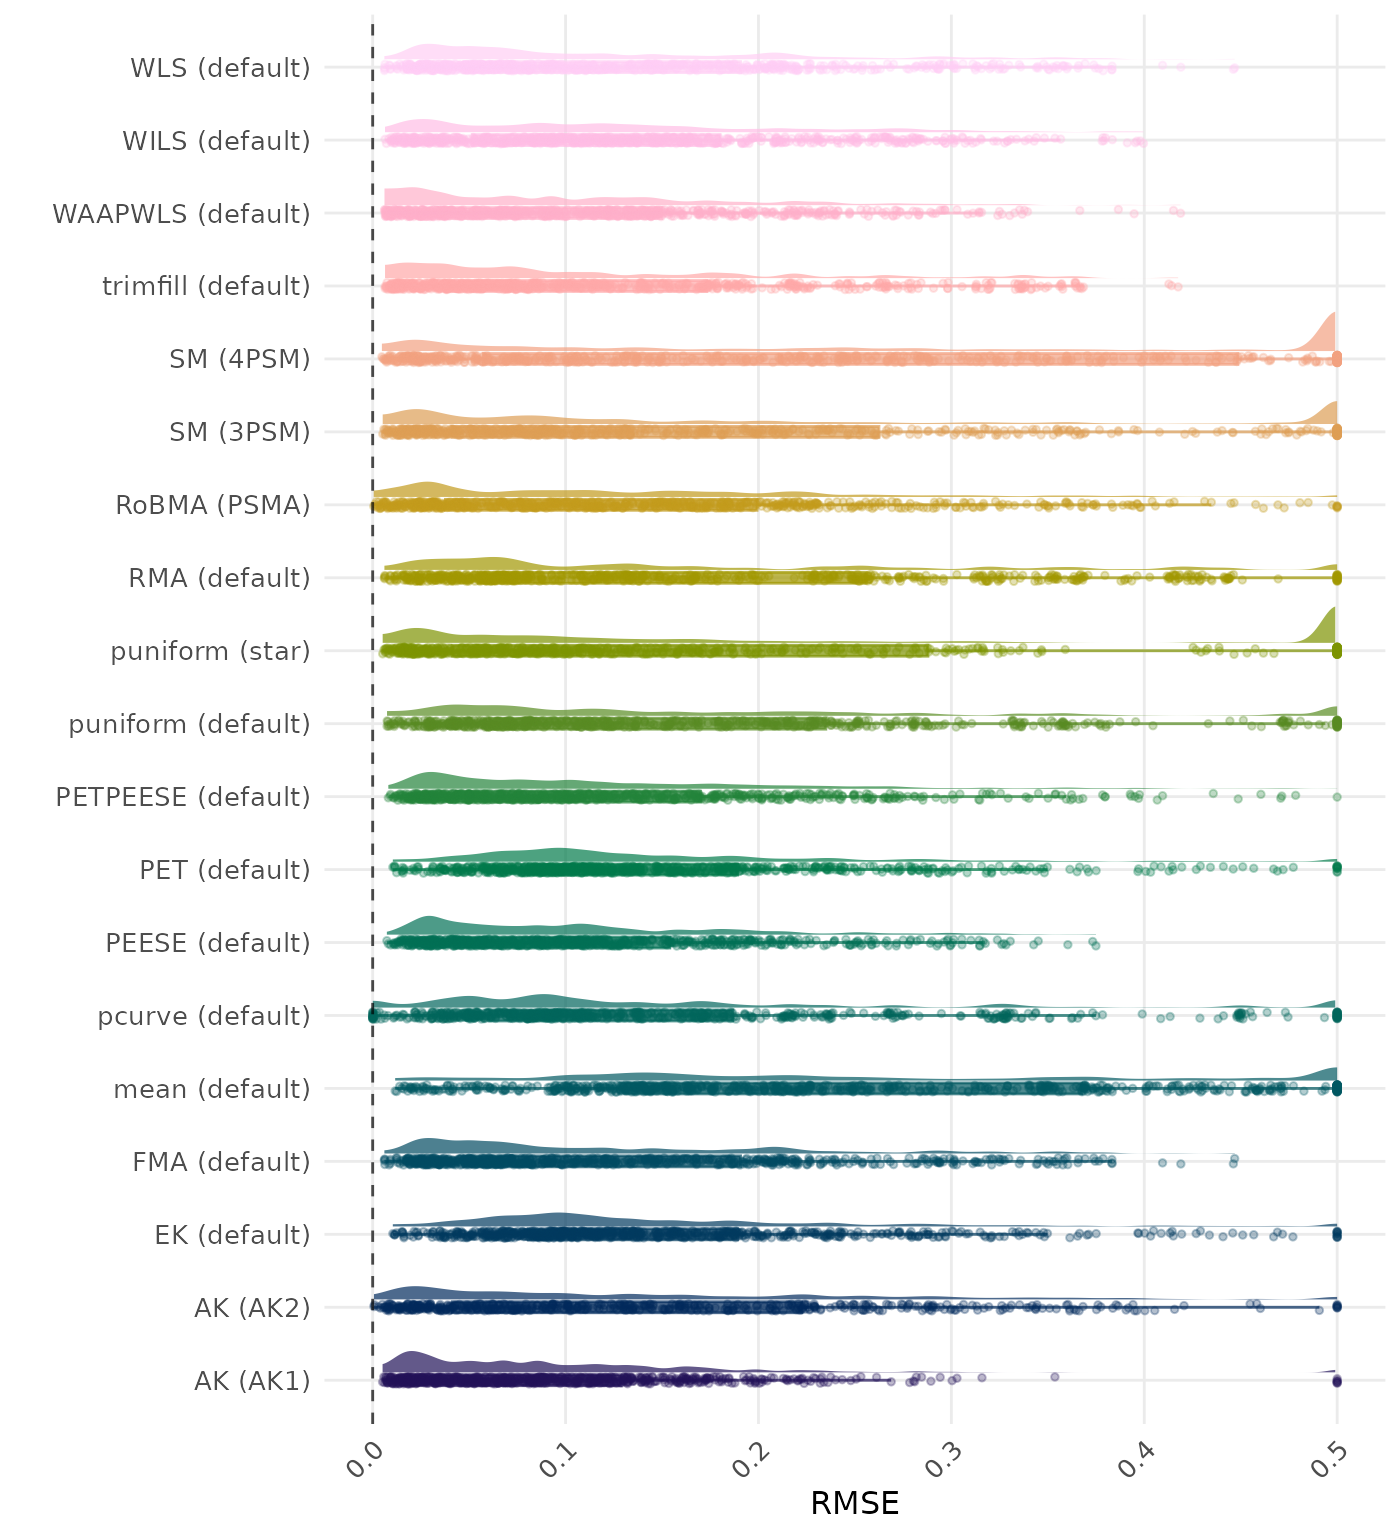 WLS (default)
WILS (default)
WAAPWLS (default)
trimfill (default)
SM (4PSM)
SM (3PSM)
RoBMA (PSMA)
RMA (default)
puniform (star)
puniform (default)
PETPEESE (default)
PET (default)
PEESE (default)
pcurve (default)
mean (default)
FMA (default)
EK (default)
AK (AK2)
AK (AK1)
0.0 0.1 0.2 0.3 0.4 0.5
RMSE